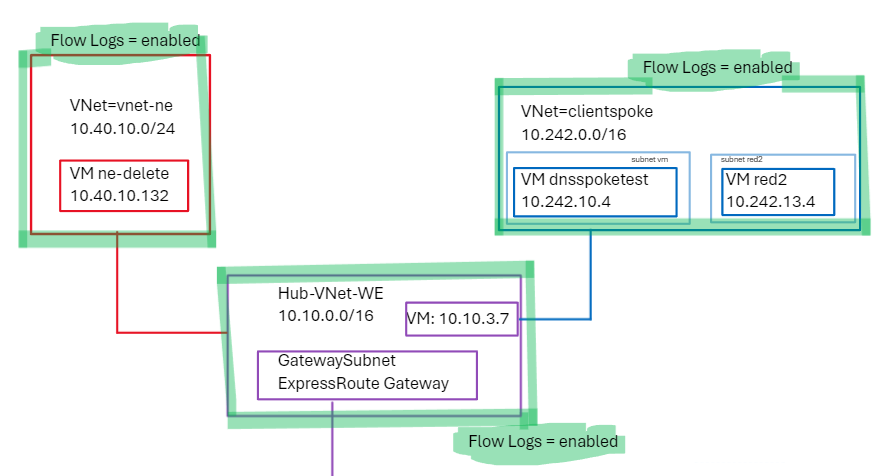 Flow Logs = enabled
VNet=vnet-ne
10.40.10.0/24
VM ne-delete
10.40.10.132
Flow Logs = enabled
VNet=clientspoke
10.242.0.0/16
subnet vm
VM dnsspoketest
10.242.10.4
subnet red2
VM red2
10.242.13.4
Hub-VNet-WE
10.10.0.0/16
VM: 10.10.3.7
GatewaySubnet
ExpressRoute Gateway
Flow Logs = enabled